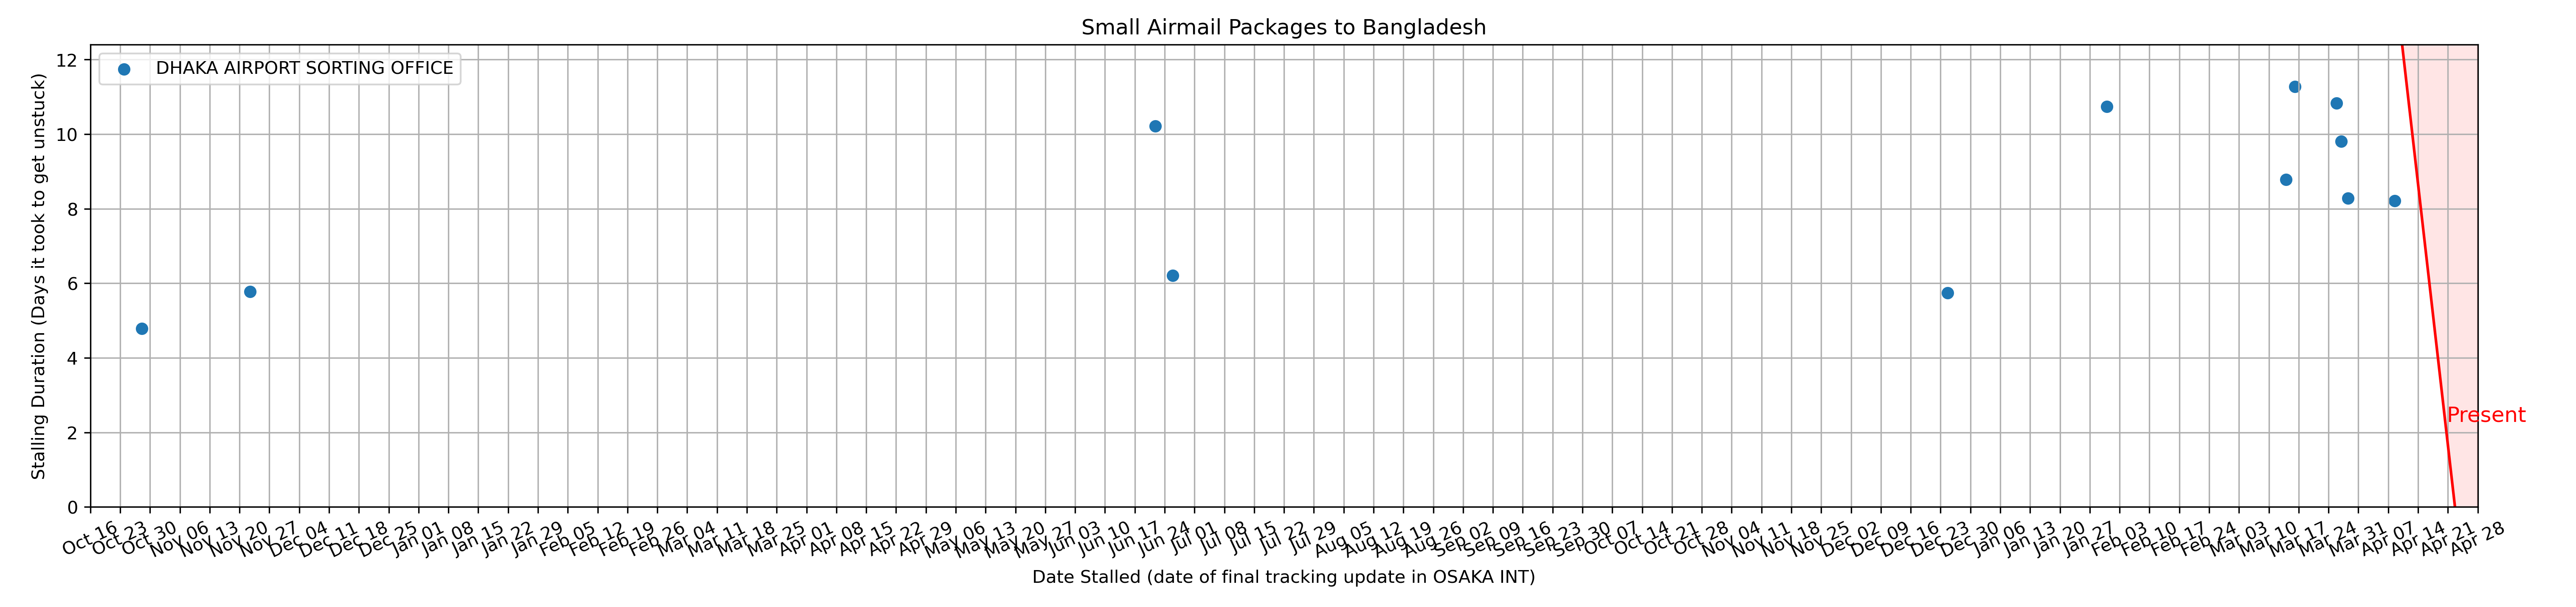 Small Airmail Packages to Bangladesh
DHAKA AIRPORT SORTING OFFICE
Stalling Duration (Days it took to get unstuck)
12
10
8
6
4
2
0
Present
Oct 16
Oct 23
Oct 30
Nov 06
Nov 13
Nov 20
Nov 27
Dec 04
Dec 11
Dec 18
Dec 25
Jan 01
Jan 08
Jan 15
Jan 22
Jan 29
Feb 05
Feb 12
Feb 19
Feb 26
Mar 04
Mar 11
Mar 18
Mar 25
Apr 01
Apr 08
Apr 15
Apr 22
Apr 29
May 06
May 13
May 20
May 27
Jun 03
Jun 10
Jun 17
Jun 24
Jul 01
Jul 08
Jul 15
Jul 22
Jul 29
Aug 05
Aug 12
Aug 19
Aug 26
Sep 02
Sep 09
Sep 16
Sep 23
Sep 30
Oct 07
Oct 14
Oct 21
Oct 28
Nov 04
Nov 11
Nov 18
Nov 25
Dec 02
Dec 09
Dec 16
Dec 23
Dec 30
Jan 06
Jan 13
Jan 20
Jan 27
Feb 03
Feb 10
Feb 17
Feb 24
Mar 03
Mar 10
Mar 17
Mar 24
Mar 31
Apr 07
Apr 14
Apr 21
Apr 28
Date Stalled (date of final tracking update in OSAKA INT)